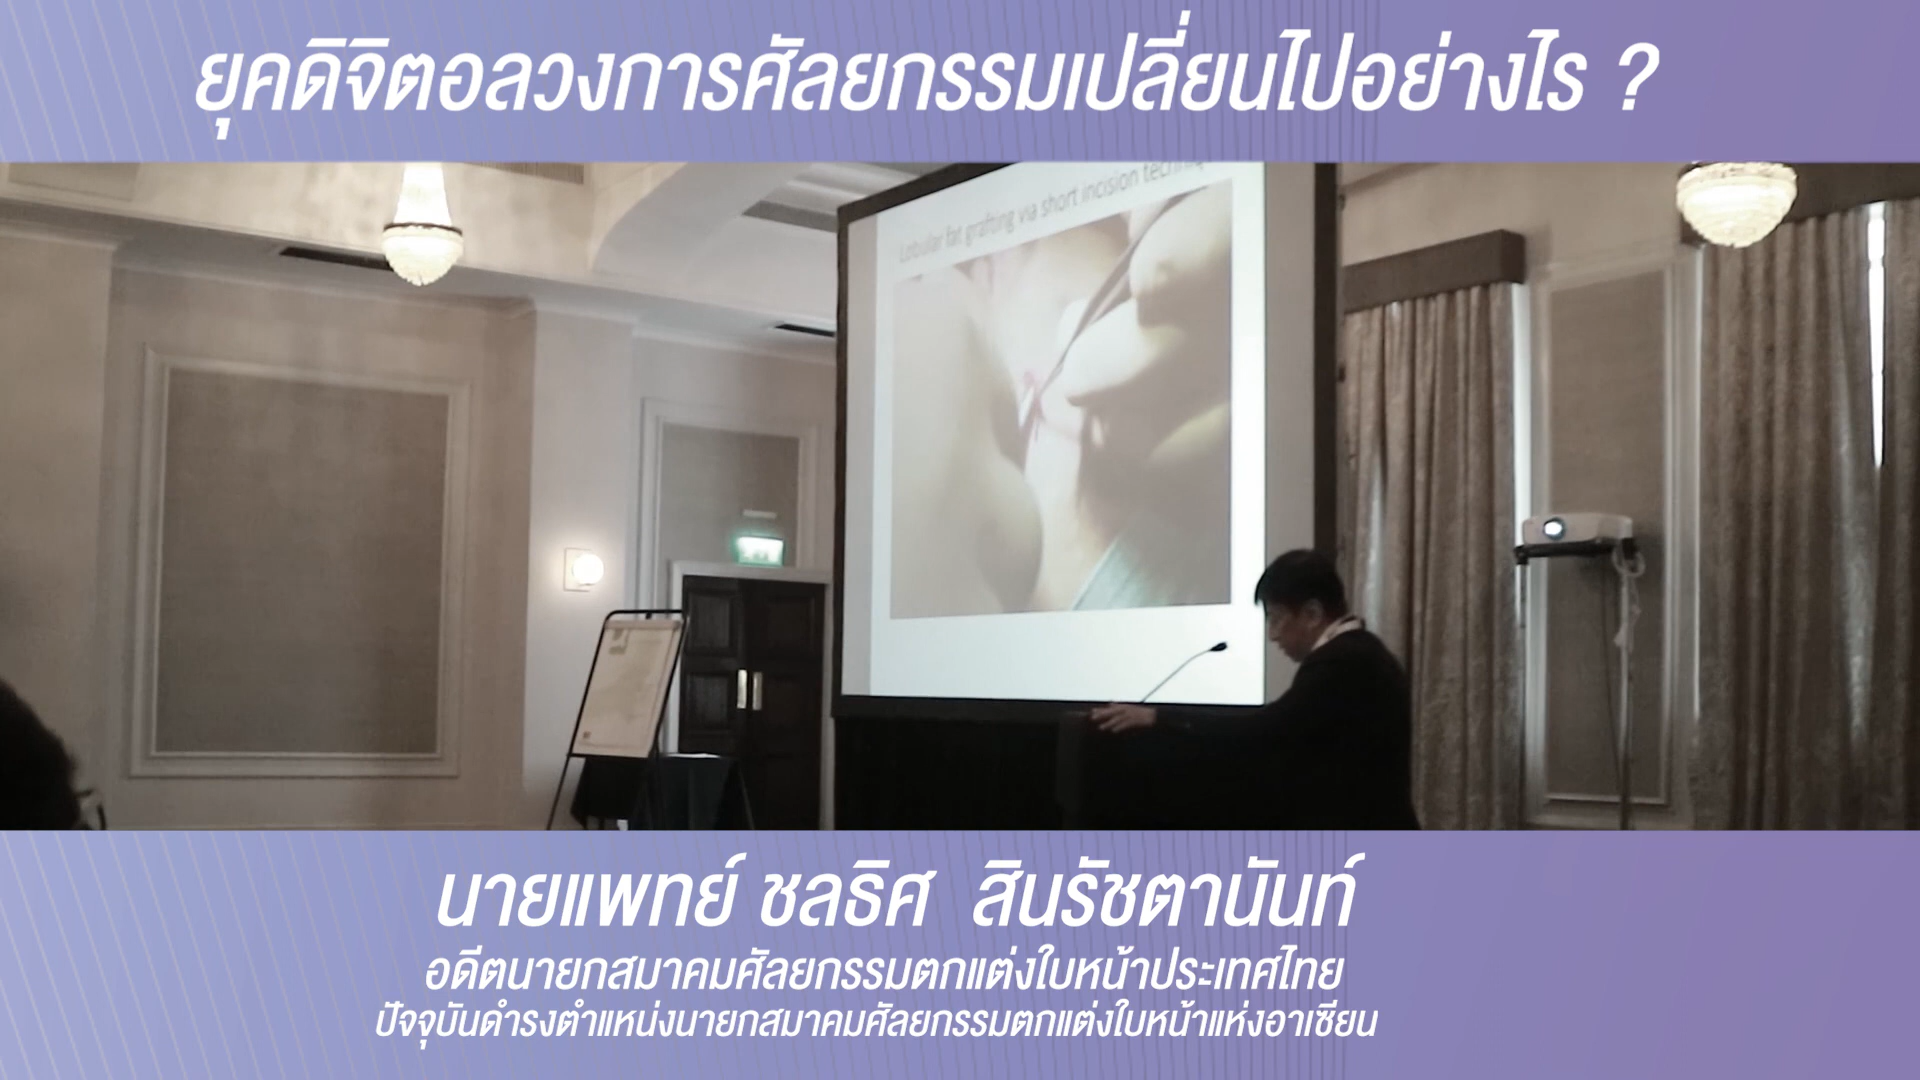 ยุคดิจิตอลวงการศัลยกรรมเปลี่ยนไปอย่างไร ?
Lobular fat grafting via short incision
นายแพทย์ ชลธิศ สินรัชตานันท์
อดีตนายกสมาคมศัลยกรรมตกแต่งใบหน้าประเทศไทย
ปัจจุบันดำรงตำแหน่งนายกสมาคมศัลยกรรมตกแต่งใบหน้าแห่งอาเซียน